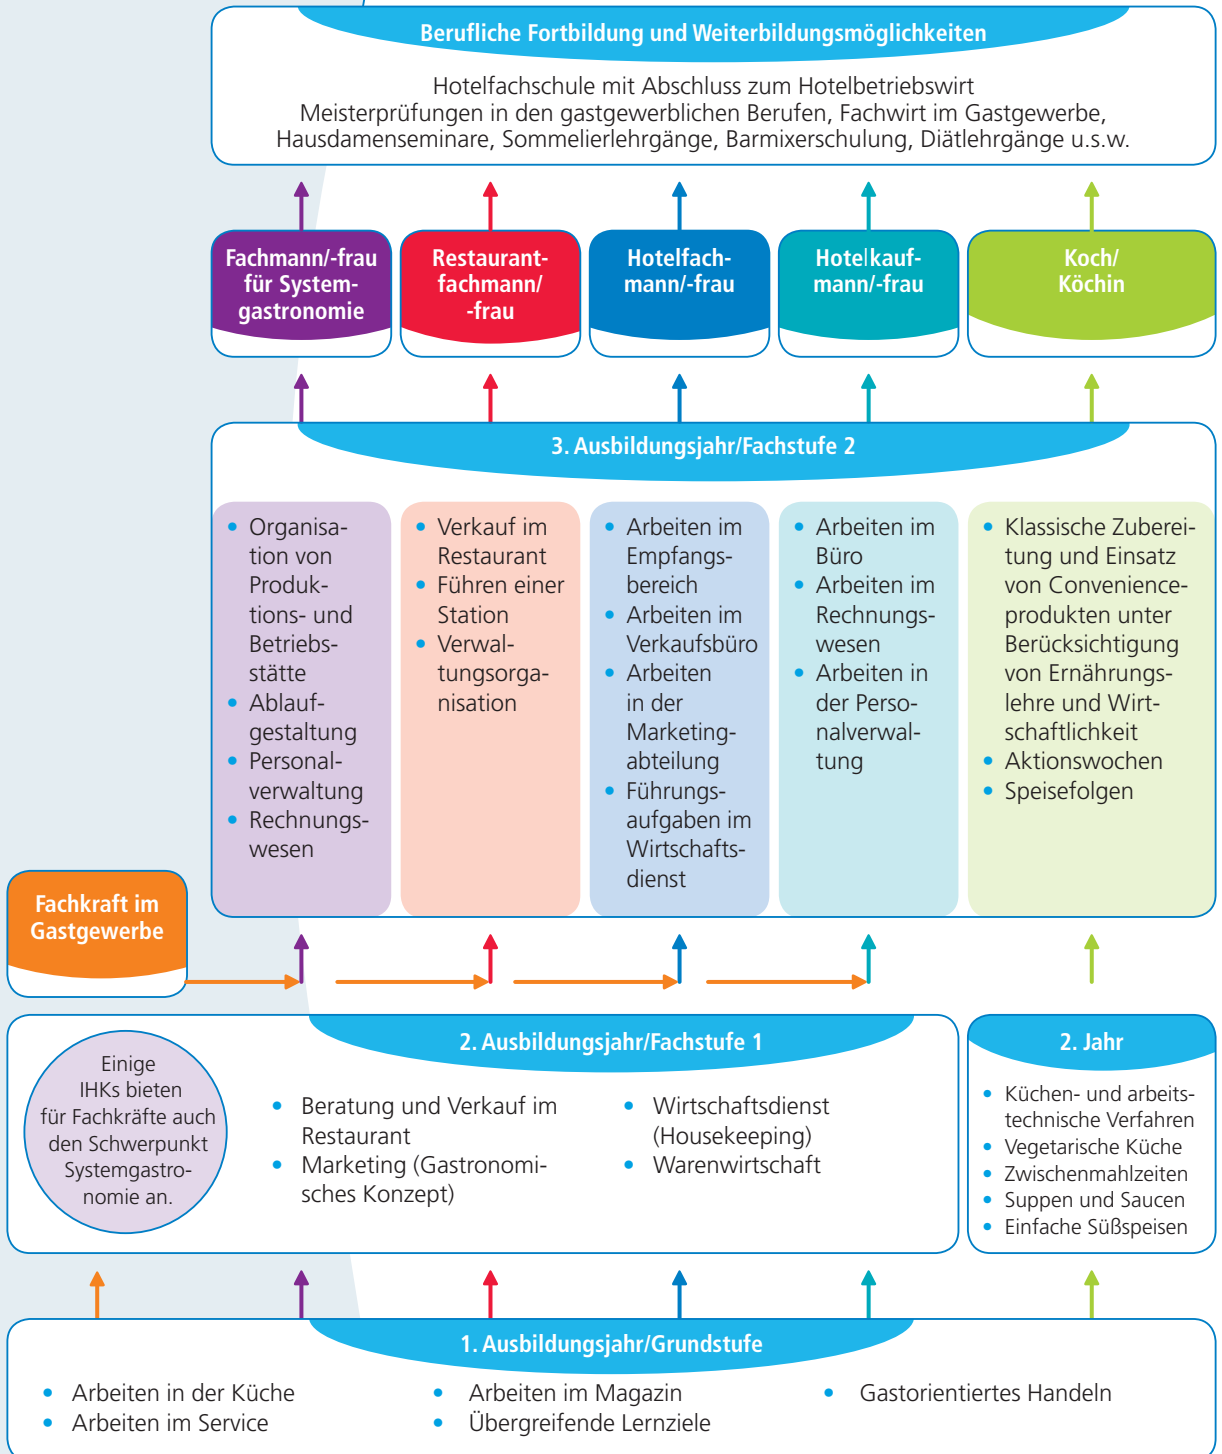 Berufliche Fortbildung und Weiterbildungsmöglichkeiten
Hotelfachschule mit Abschluss zum Hotelbetriebswirt
Meisterprüfungen in den gastgewerblichen Berufen, Fachwirt im Gastgewerbe,
Hausdamenseminare, Sommelierlehrgänge, Barmixerschulung, Diätlehrgänge u.s.w.
Fachmann/-frau
für System-
gastronomie
Restaurant-
fachmann/
-frau
Hotelfach-
mann/-frau
Hotelkauf-
mann/-frau
Koch/
Köchin
3. Ausbildungsjahr/Fachstufe 2
• Organisa-
tion von
Produk-
tions- und
Betriebs-
stätte
• Ablauf-
gestaltung
• Personal-
verwaltung
• Rechnungs-
wesen
• Verkauf im
Restaurant
• Führen einer
Station
• Verwal-
tungsorga-
nisation
• Arbeiten im
Empfangs-
bereich
• Arbeiten im
Verkaufsbüro
• Arbeiten
in der
Marketing-
abteilung
• Führungs-
aufgaben im
Wirtschafts-
dienst
• Arbeiten im
Büro
• Arbeiten im
Rechnungs-
wesen
• Arbeiten in
der Perso-
nalverwal-
tung
• Klassische Zuberei-
tung und Einsatz
von Convenience-
produkten unter
Berücksichtigung
von Ernährungs-
lehre und Wirt-
schaftlichkeit
• Aktionswochen
• Speisefolgen
Fachkraft im
Gastgewerbe
2. Ausbildungsjahr/Fachstufe 1
Einige
IHKs bieten
für Fachkräfte auch
den Schwerpunkt
Systemgastro-
nomie an.
• Beratung und Verkauf im
Restaurant
• Marketing (Gastronomi-
sches Konzept)
• Wirtschaftsdienst
(Housekeeping)
• Warenwirtschaft
2. Jahr
• Küchen- und arbeits-
technische Verfahren
• Vegetarische Küche
• Zwischenmahlzeiten
• Suppen und Saucen
• Einfache Süßspeisen
1. Ausbildungsjahr/Grundstufe
• Arbeiten in der Küche
• Arbeiten im Service
• Arbeiten im Magazin
• Übergreifende Lernziele
• Gastorientiertes Handeln